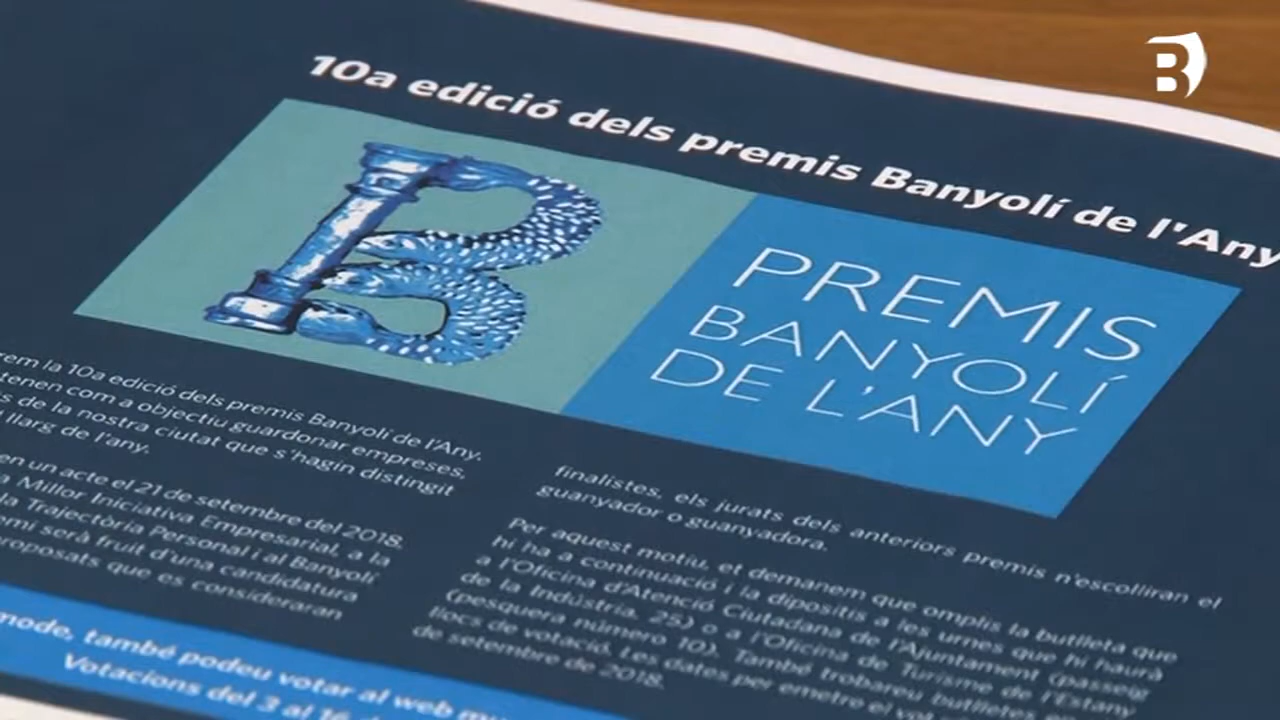 10a edició dels premis Banyolí de l'Any
PREMIS
BANYOLÍ
DE L'ANY
la 10a edició dels premis Banyolí de l'Any.
tenen com a objectiu guardonar empreses,
de la nostra ciutat que s'hagin distingit
llarg de l'any.
en un acte el 21 de setembre del 2018,
Millor Iniciativa Empresarial, a la
Trajectòria Personal i al Banyolí
serà fruit d'una candidatura
que es consideraran
finalistes, els jurats dels anteriors premis n'escolliran el
guanyador o guanyadora.
Per aquest motiu, et demanem que omplis la butlleta que
hi ha a continuació i la dipositis a les urnes que hi haurà
a l'Oficina d'Atenció Ciutadana de l'Ajuntament (passeig
de la Indústria, 25) o a l'Oficina de Turisme de l'Estany
(pesquera número 10). També trobareu butlletes
llocs de votació. Les dates per emetre el vot
de setembre de 2018.
també podeu votar al web
Votacions del 3 al 16
B